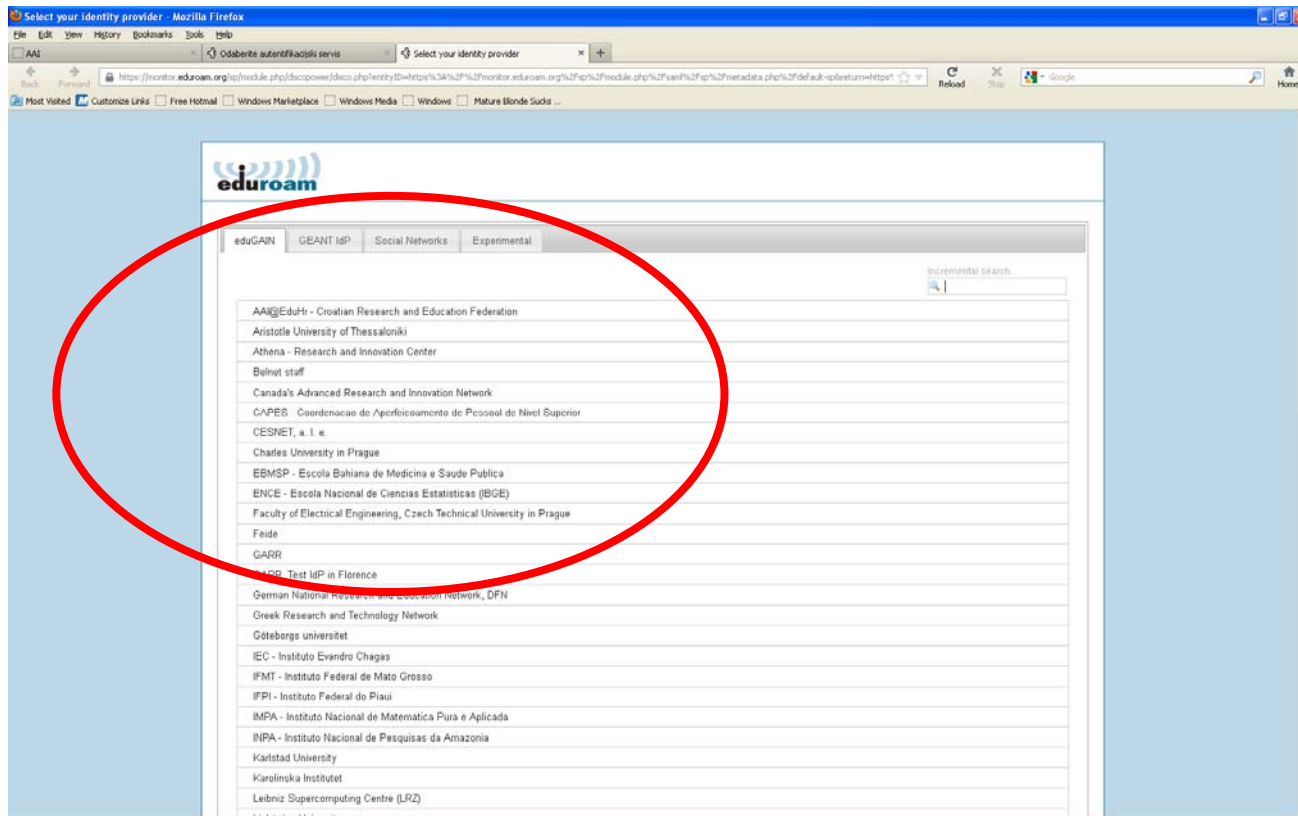 Select your identity provider - Mozilla Firefox
File Edit View History Bookmarks Tools Help
AAI Odaberite autentifikacijski servis Select your identity provider
Back Forward Reload Stop Google Home
Most Visited Customize Links Free Hotmail Windows Marketplace Windows Media Windows Mature Blonde Sucks ...
eduroam
eduGAIN GEANT IdP Social Networks Experimental
Incremental search...
AAI@EduHr - Croatian Research and Education Federation
Aristotle University of Thessaloniki
Athena - Research and Innovation Center
Belnet staff
Canada's Advanced Research and Innovation Network
CAPES - Coordenacao de Aperfeicoamento de Pessoal de Nivel Superior
CESNET, a. l. e.
Charles University in Prague
EBMSP - Escola Bahiana de Medicina e Saude Publica
ENCE - Escola Nacional de Ciencias Estatisticas (IBGE)
Faculty of Electrical Engineering, Czech Technical University in Prague
Feide
GARR
GARR Test IdP in Florence
German National Research and Education Network, DFN
Greek Research and Technology Network
Göteborgs universitet
IEC - Instituto Evandro Chagas
IFMT - Instituto Federal de Mato Grosso
IFPI - Instituto Federal do Piaui
IMPA - Instituto Nacional de Matematica Pura e Aplicada
INPA - Instituto Nacional de Pesquisas da Amazonia
Karlstad University
Karolinska Institutet
Leibniz Supercomputing Centre (LRZ)